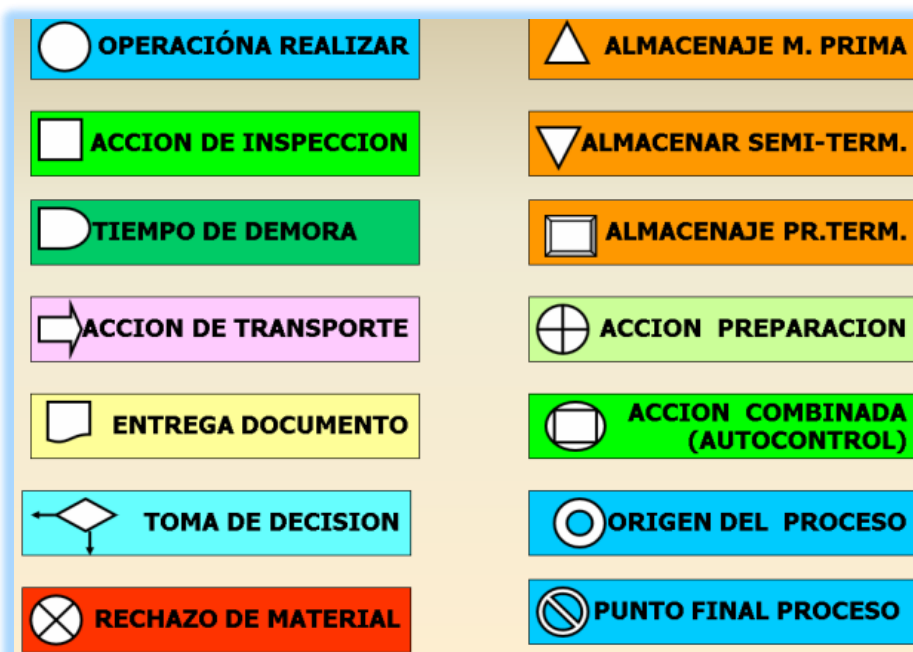 OPERACIÓNA REALIZAR
ACCION DE INSPECCION
TIEMPO DE DEMORA
ACCION DE TRANSPORTE
ENTREGA DOCUMENTO
TOMA DE DECISION
RECHAZO DE MATERIAL
ALMACENAJE M. PRIMA
ALMACENAR SEMI-TERM.
ALMACENAJE PR.TERM.
ACCION PREPARACION
ACCION COMBINADA
(AUTOCONTROL)
ORIGEN DEL PROCESO
PUNTO FINAL PROCESO